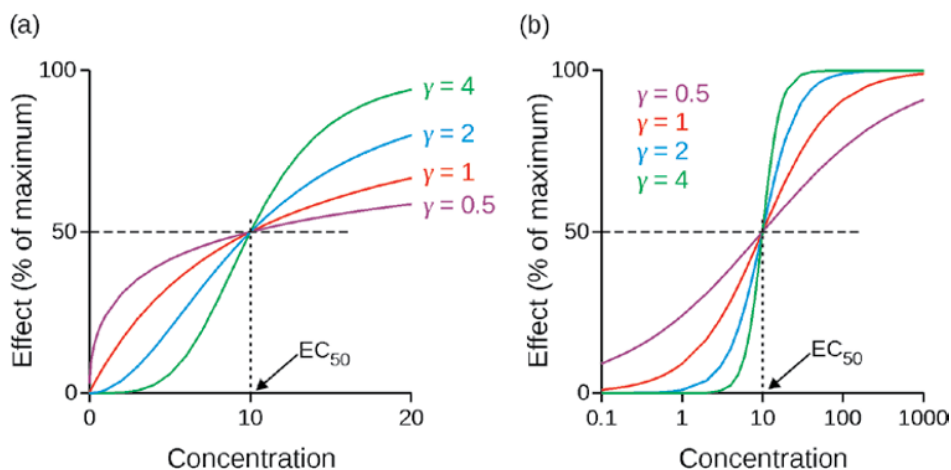 (a)
Effect (% of maximum)
100
50
0
0
10
20
Concentration
γ = 4
γ = 2
γ = 1
γ = 0.5
EC50
(b)
Effect (% of maximum)
100
50
0
0.1
1
10
100
1000
Concentration
γ = 0.5
γ = 1
γ = 2
γ = 4
EC50